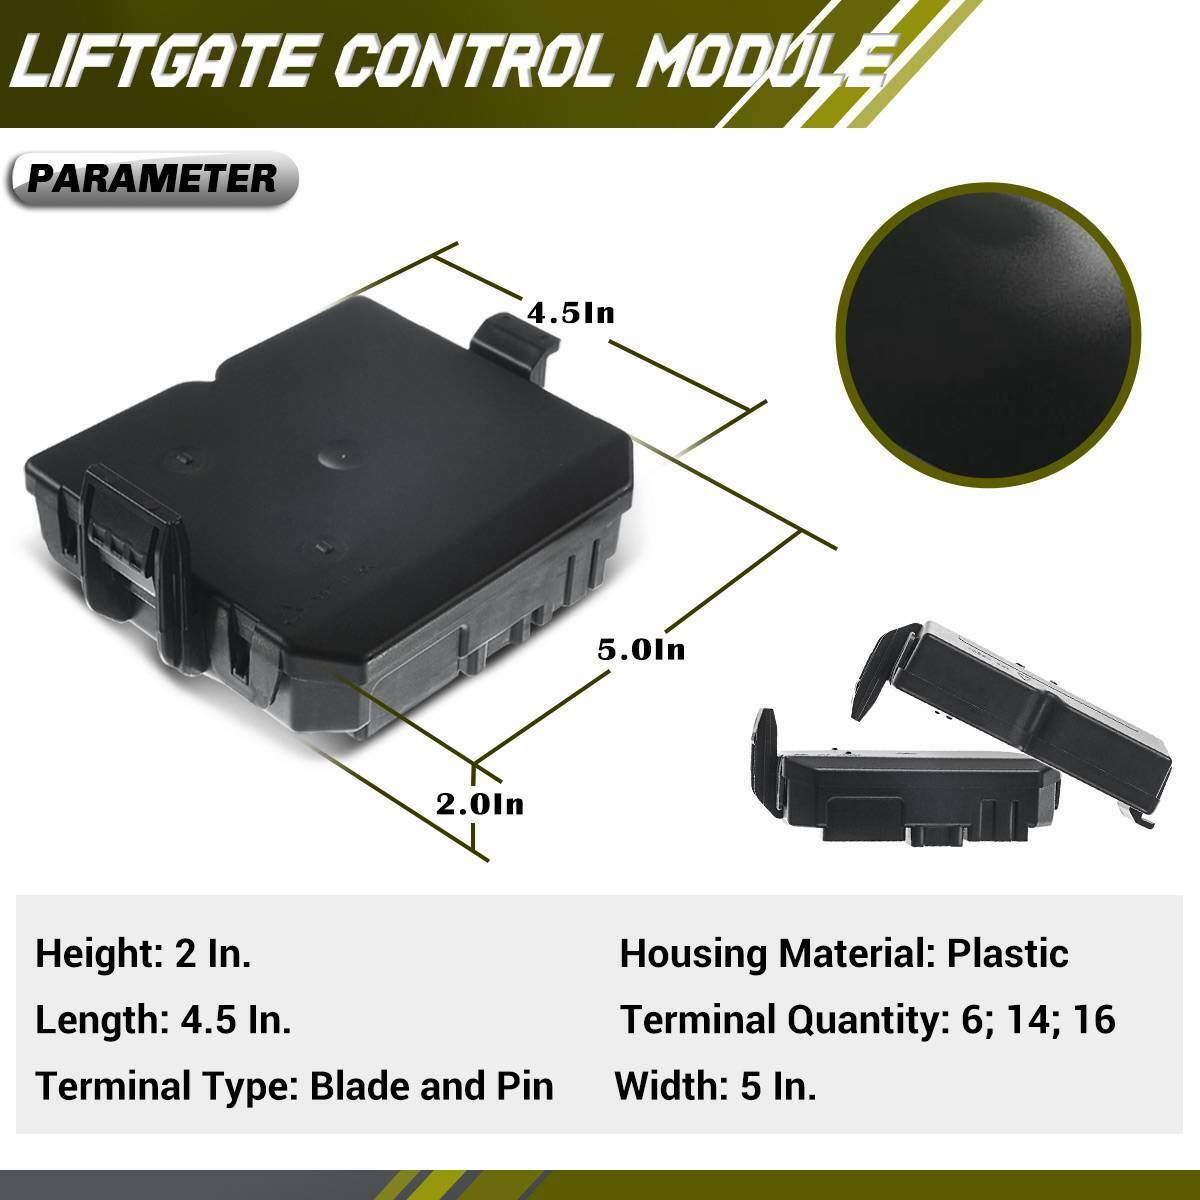 LIFTGATE CONTROL MODULE
PARAMETER
4.5In
5.0In
2.0In
Height: 2 In.
Housing Material: Plastic
Length: 4.5 In.
Terminal Quantity: 6; 14; 16
Terminal Type: Blade and Pin
Width: 5 In.